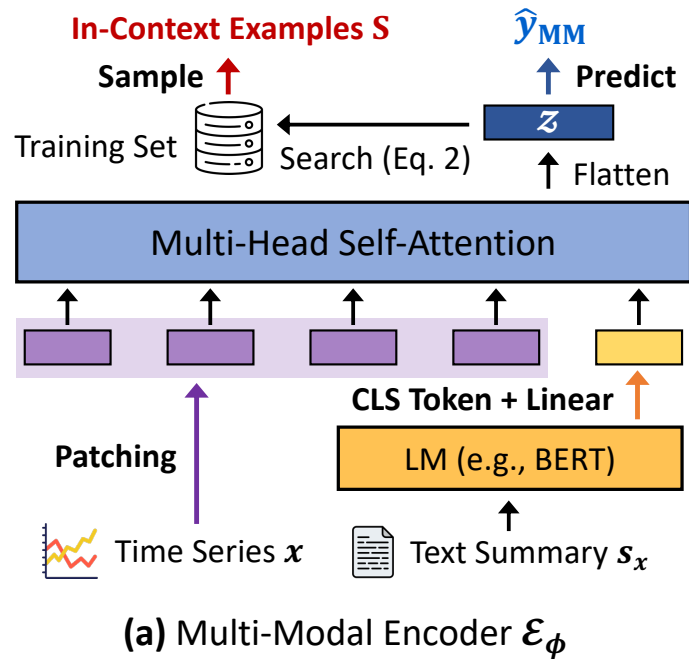 In-Context Examples S
ŷ_MM
Sample
Predict
Training Set
z
Search (Eq. 2)
Flatten
Multi-Head Self-Attention
CLS Token + Linear
Patching
LM (e.g., BERT)
Time Series x
Text Summary s_x
(a) Multi-Modal Encoder ℰ_ϕ